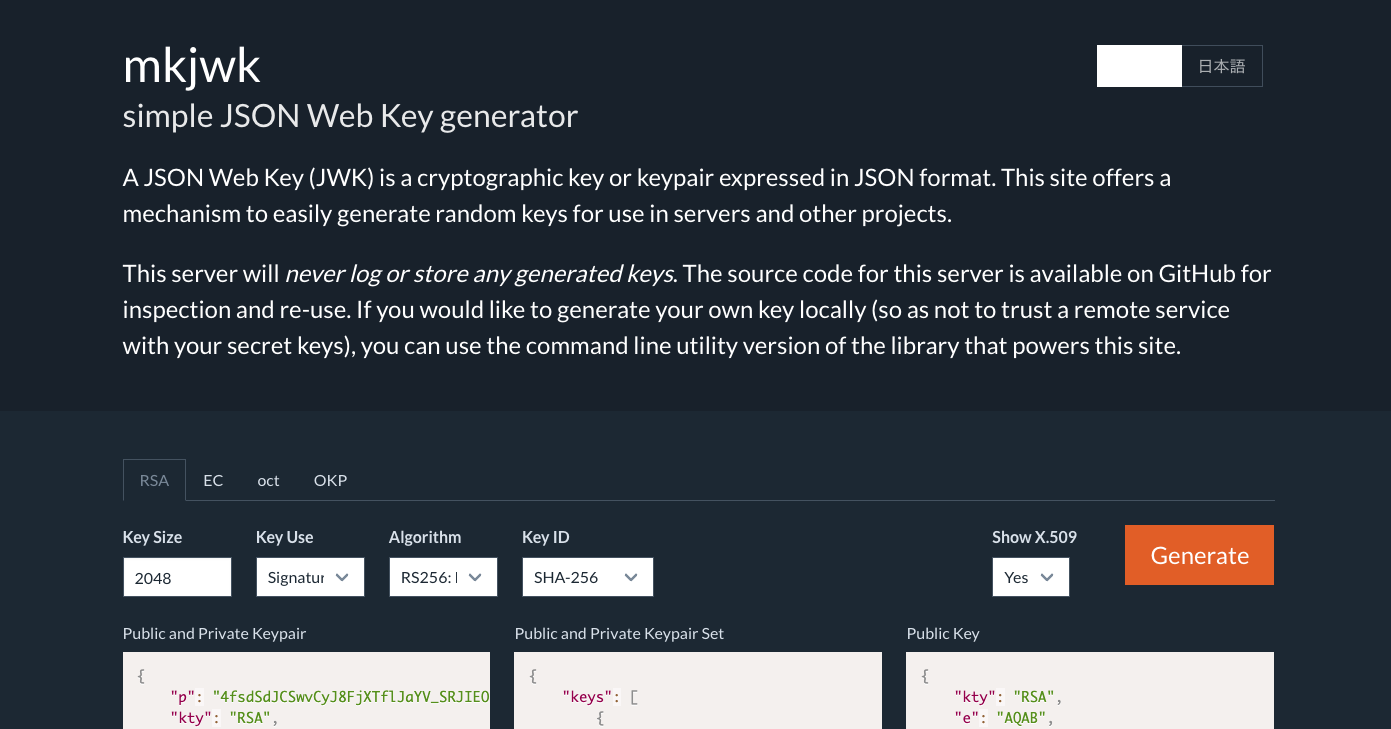 mkjwk
日本語
simple JSON Web Key generator
A JSON Web Key (JWK) is a cryptographic key or keypair expressed in JSON format. This site offers a
mechanism to easily generate random keys for use in servers and other projects.
This server will never log or store any generated keys. The source code for this server is available on GitHub for
inspection and re-use. If you would like to generate your own key locally (so as not to trust a remote service
with your secret keys), you can use the command line utility version of the library that powers this site.
RSA EC oct OKP
Key Size Key Use Algorithm Key ID Show X.509
Generate
2048 Signatur RS256: SHA-256 Yes
Public and Private Keypair Public and Private Keypair Set Public Key
{ { {
"p": "4fsdSdJCSwvCyJ8FjXTflJaYV_SRJIEO "keys": [ "kty": "RSA",
"kty": "RSA", { "e": "AQAB",